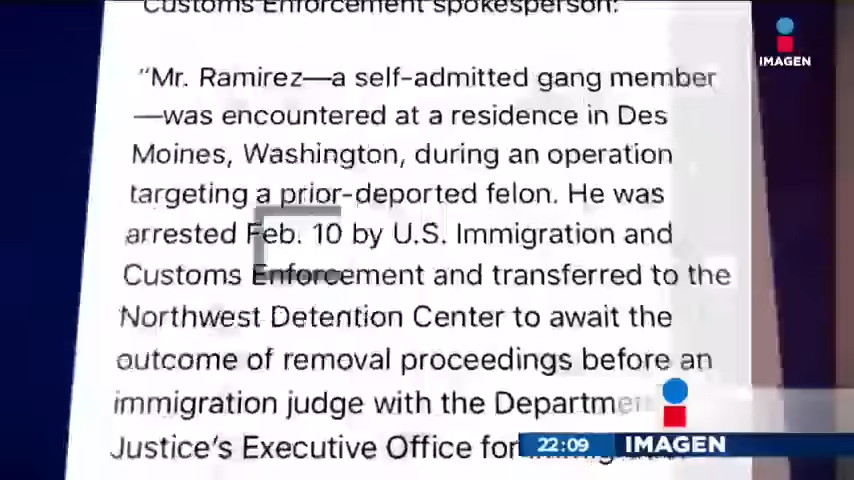 Customs Enforcement spokesperson:
“Mr. Ramirez—a self-admitted gang member
—was encountered at a residence in Des
Moines, Washington, during an operation
targeting a prior-deported felon. He was
arrested Feb. 10 by U.S. Immigration and
Customs Enforcement and transferred to the
Northwest Detention Center to await the
outcome of removal proceedings before an
immigration judge with the Departme
Justice’s Executive Office for
IMAGEN
22:09 IMAGEN